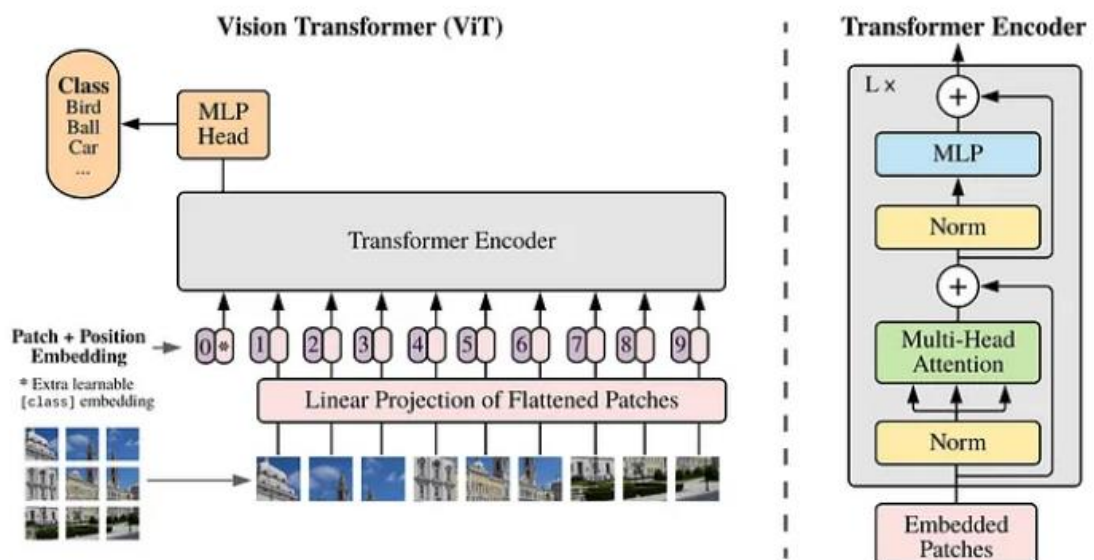 Vision Transformer (ViT)
Class
Bird
Ball
Car
...
MLP
Head
Transformer Encoder
Patch + Position
Embedding
* Extra learnable
[class] embedding
0 * 1 2 3 4 5 6 7 8 9
Linear Projection of Flattened Patches
Transformer Encoder
L ×
+
MLP
Norm
+
Multi-Head
Attention
Norm
Embedded
Patches